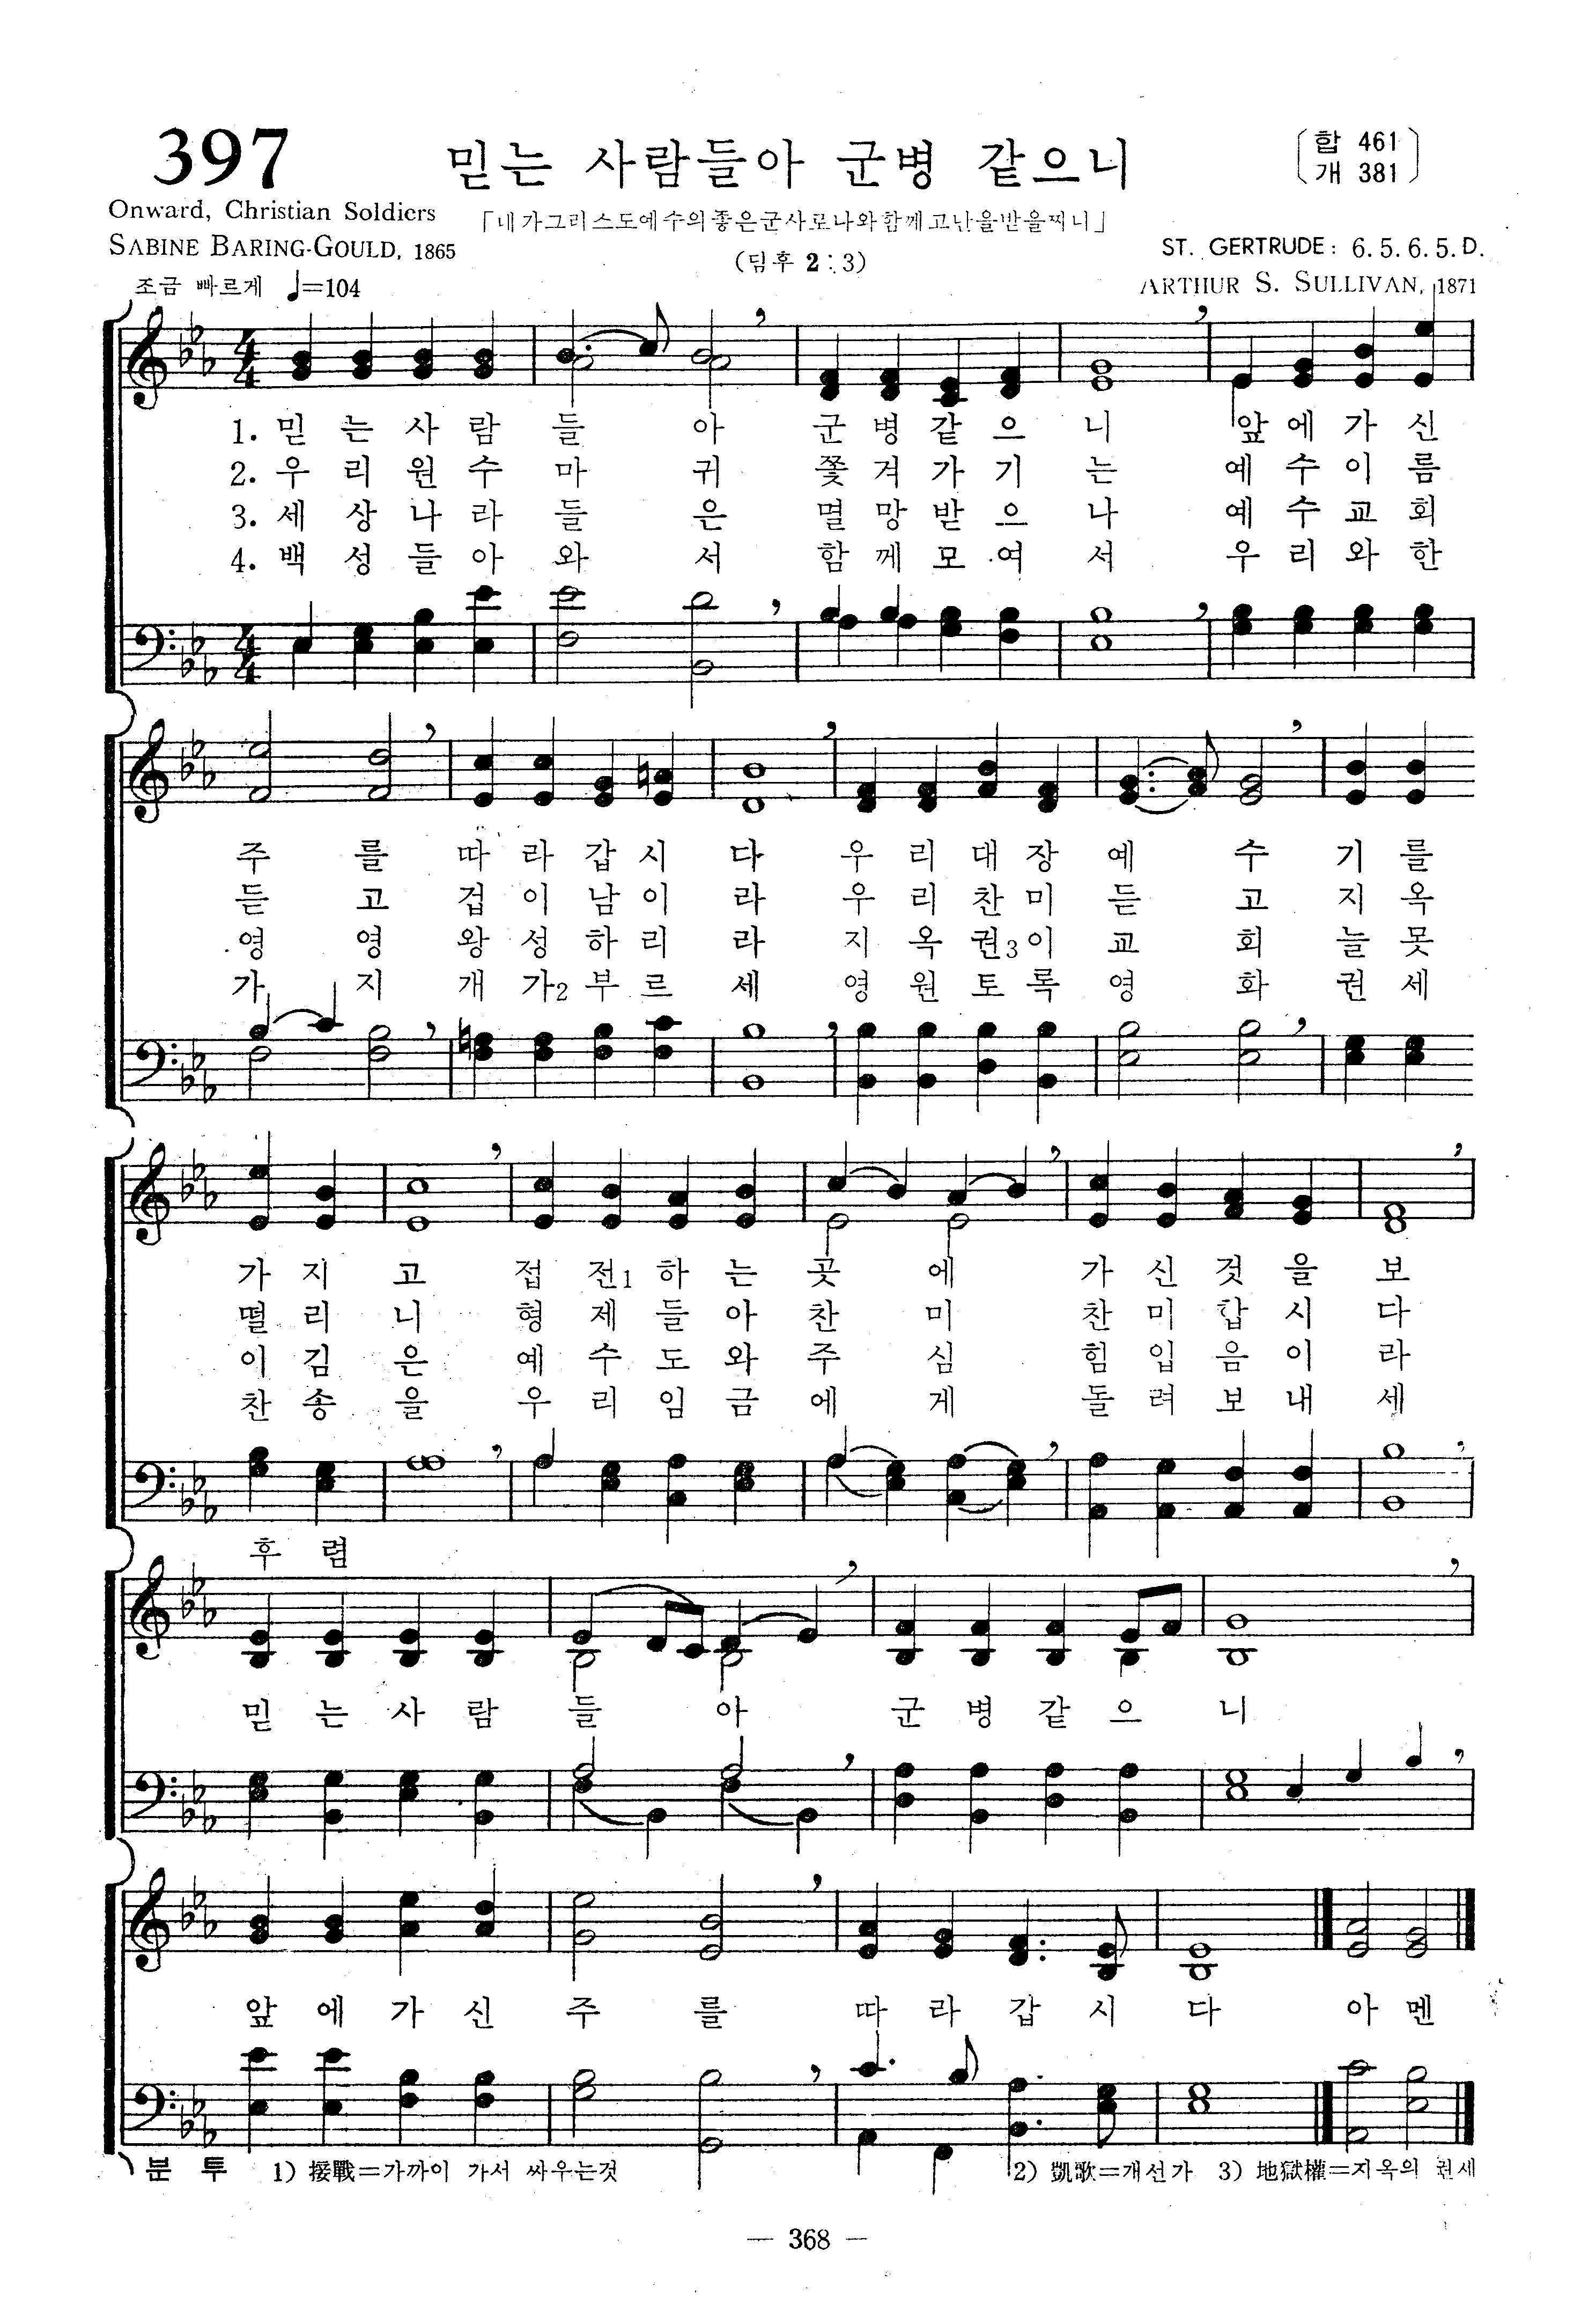 397
믿는 사람들아 군병 같으니
합 461
개 381
Onward, Christian Soldiers
「네가그리스도예수의좋은군사로나와함께고난을받을찌니」
SABINE BARING-GOULD, 1865
(딤후 2:3)
ST. GERTRUDE: 6.5.6.5.D.
조금 빠르게 ♩=104
ARTHUR S. SULLIVAN, 1871
1. 믿 는 사 람 들 아 군 병 같 으 니 앞 에 가 신
2. 우 리 원 수 마 귀 쫓 겨 가 기 는 예 수 이 름
3. 세 상 나 라 들 은 멸 망 받 으 나 예 수 교 회
4. 백 성 들 아 와 서 함 께 모 여 서 우 리 와 한
주 를 따 라 갑 시 다 우 리 대 장 예 수 기 를
듣 고 겁 이 남 이 라 우 리 찬 미 듣 고 지 옥
영 영 왕 성 하 리 라 지 옥 권3 이 교 회 늘 못
가 지 개 가2 부 르 세 영 원 토 록 영 화 권 세
가 지 고 접 전1 하 는 곳 에 가 신 것 을 보
떨 리 니 형 제 들 아 찬 미 찬 미 합 시 다
이 김 은 예 수 도 와 주 심 힘 입 음 이 라
찬 송 을 우 리 임 금 에 게 돌 려 보 내 세
후 렴
믿 는 사 람 들 아 군 병 같 으 니
앞 에 가 신 주 를 따 라 갑 시 다 아 멘
분 투 1) 接戰=가까이 가서 싸우는것 2) 凱歌=개선가 3) 地獄權=지옥의 권세
— 368 —